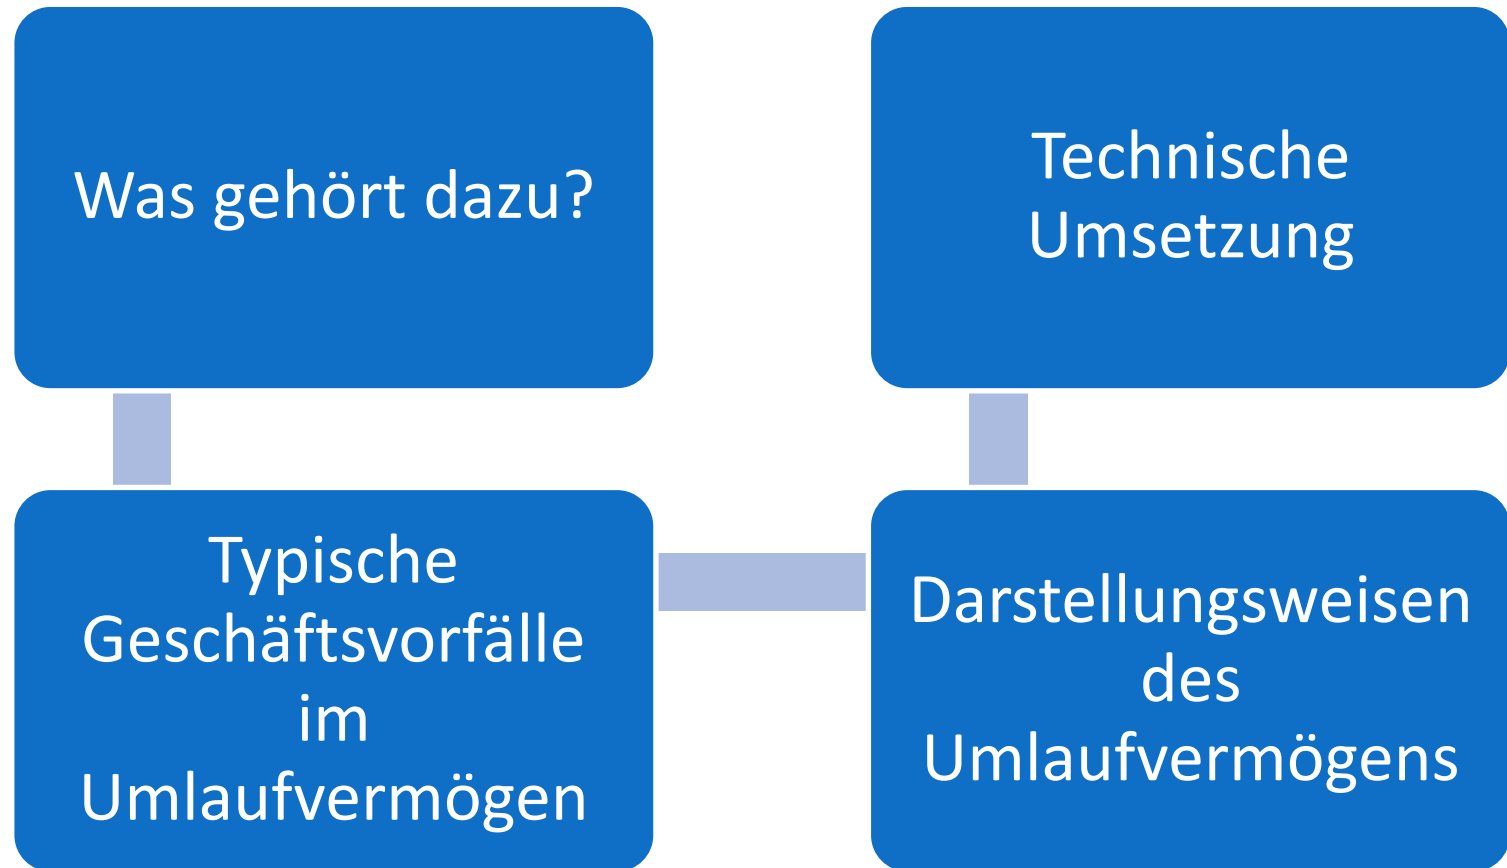 Was gehört dazu?
Typische
Geschäftsvorfälle
im
Umlaufvermögen
Darstellungsweisen
des
Umlaufvermögens
Technische
Umsetzung